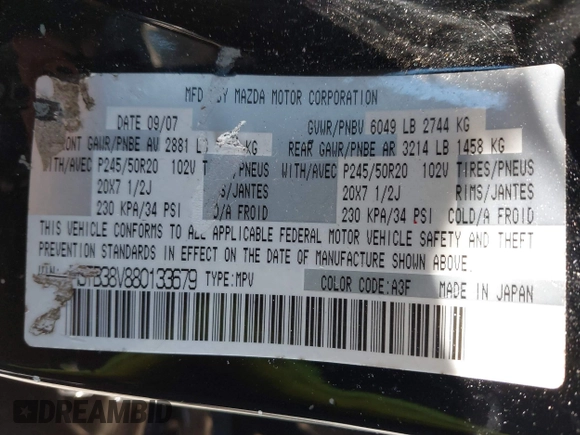 MFD BY MAZDA MOTOR CORPORATION
DATE 09/07 GVWR/PNBV 6049 LB 2744 KG
GAWR/PNBE AV 2881 REAR GAWR/PNBE AR 3214 LB 1458 KG
WITH/AVEC P245/50R20 102V /PNEUS WITH/AVEC P245/50R20 102V TIRES/PNEUS
20X7 1/2J /JANTES 20X7 1/2J RIMS/JANTES
230 KPA/34 PSI /A FROID 230 KPA/34 PSI COLD/A FROID
THIS VEHICLE CONFORMS TO ALL APPLICABLE FEDERAL MOTOR VEHICLE SAFETY AND THEFT
PREVENTION STANDARDS IN EFFECT ON THE DATE OF MANUFACTURE SHOWN ABOVE.
B38V880133679 TYPE:MPV COLOR CODE: A3F MADE IN JAPAN
DREAMBID